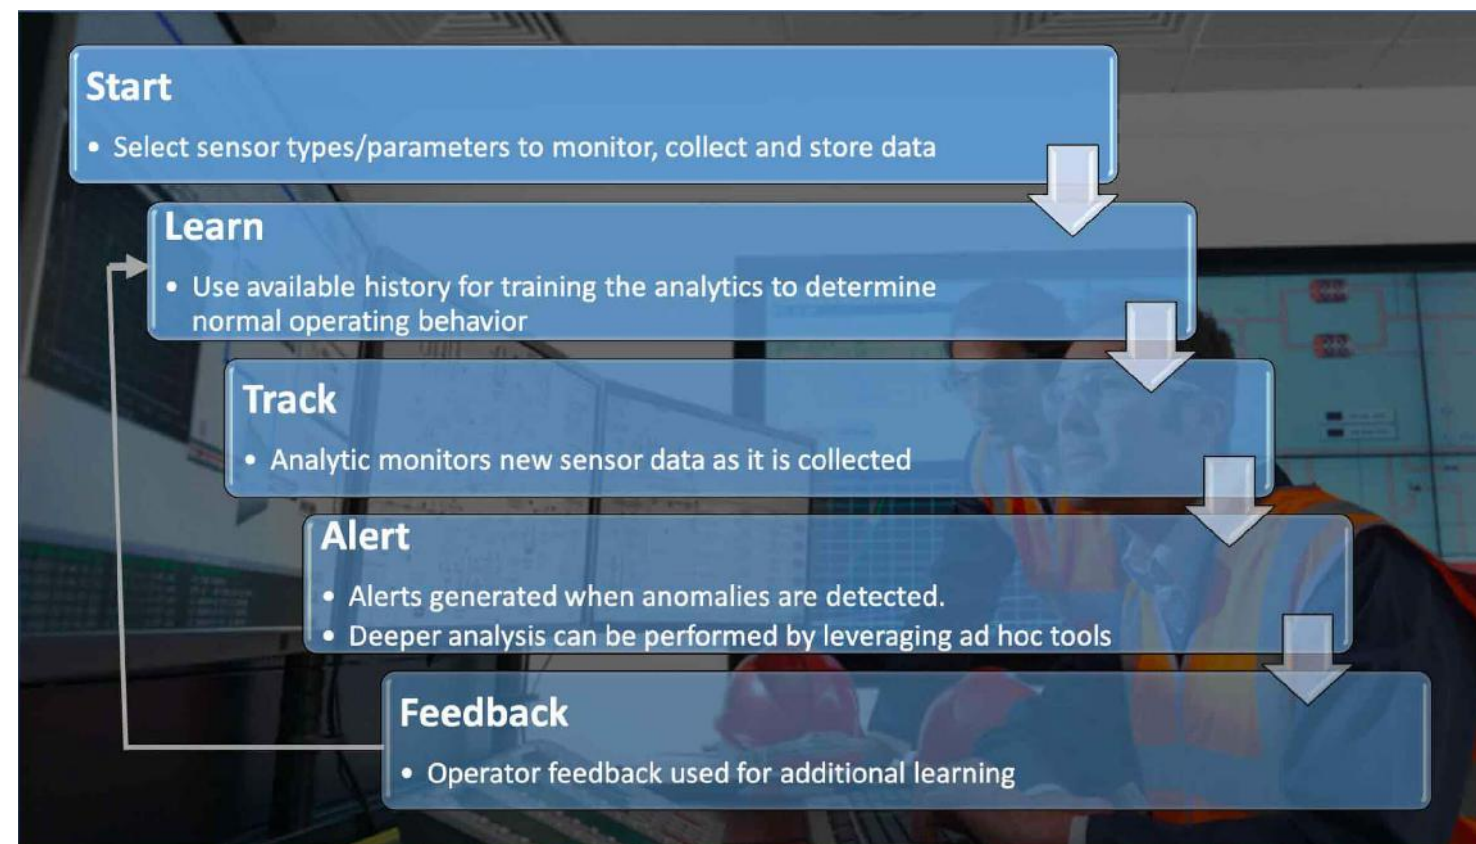 Start
• Select sensor types/parameters to monitor, collect and store data
Learn
• Use available history for training the analytics to determine
normal operating behavior
Track
• Analytic monitors new sensor data as it is collected
Alert
• Alerts generated when anomalies are detected.
• Deeper analysis can be performed by leveraging ad hoc tools
Feedback
• Operator feedback used for additional learning